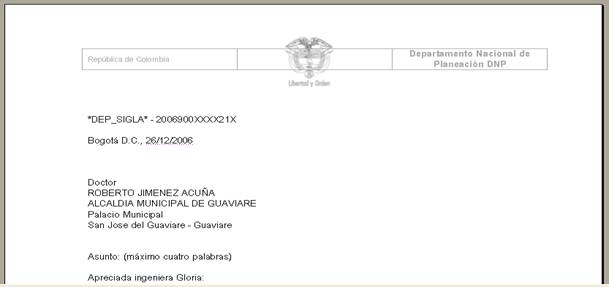 República de Colombia
Libertad y Orden
Departamento Nacional de
Planeación DNP
*DEP_SIGLA* - 2006900XXXX21X
Bogotá D.C., 26/12/2006
Doctor
ROBERTO JIMENEZ ACUÑA
ALCALDIA MUNICIPAL DE GUAVIARE
Palacio Municipal
San Jose del Guaviare - Guaviare
Asunto: (máximo cuatro palabras)
Apreciada ingeniera Gloria: